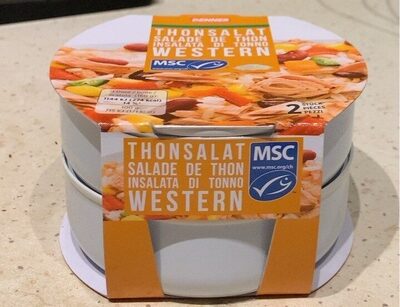 DENNER
THONSALAT
SALADE DE THON
INSALATA DI TONNO
WESTERN
MSC
2 STÜCK
PIÈCES
PEZZI
THONSALAT
SALADE DE THON
INSALATA DI TONNO
WESTERN
MSC
www.msc.org/ch